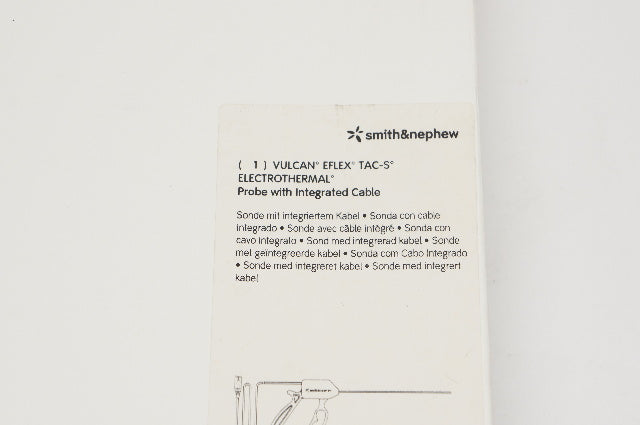 smith&nephew
( 1 ) VULCAN° EFLEX° TAC-S°
ELECTROTHERMAL°
Probe with Integrated Cable
Sonde mit integriertem Kabel • Sonda con cable
integrado • Sonde avec câble intégré • Sonda con
cavo integrato • Sond med integrerad kabel • Sonde
met geïntegreerde kabel • Sonda com Cabo Integrado
• Sonde med integreret kabel • Sonde med integrert
kabel